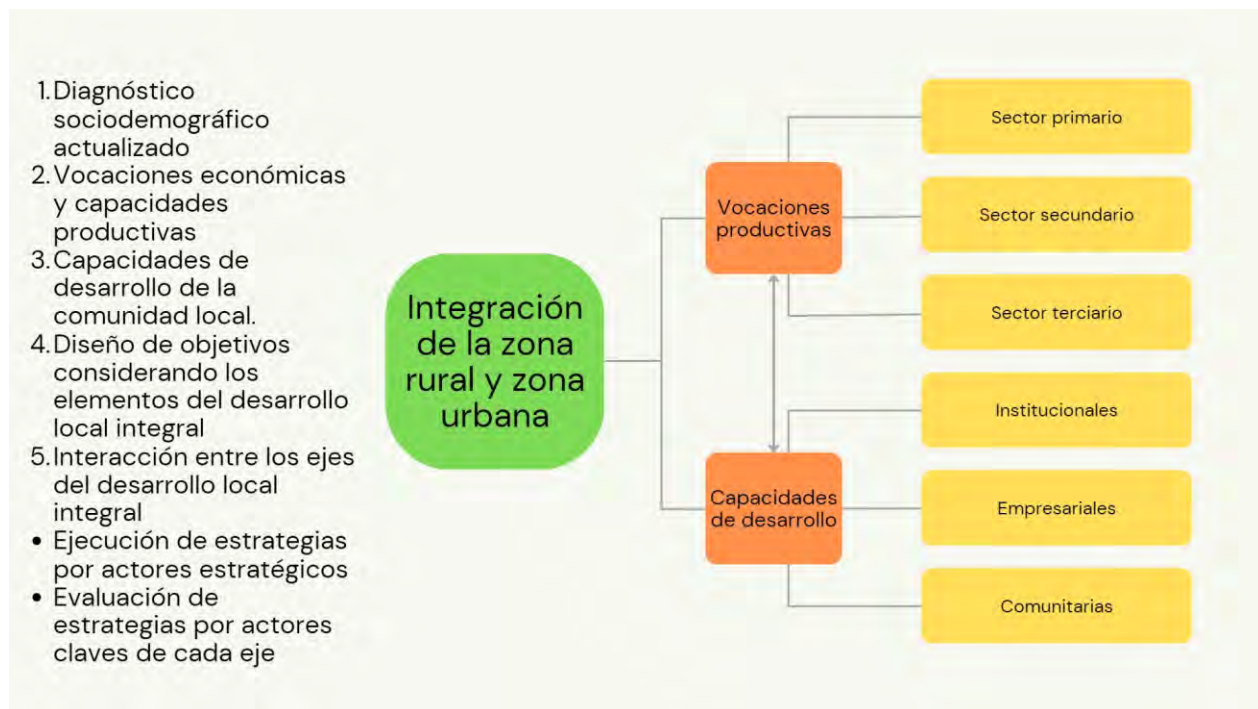 1. Diagnóstico
sociodemográfico
actualizado
2. Vocaciones económicas
y capacidades
productivas
3. Capacidades de
desarrollo de la
comunidad local.
4. Diseño de objetivos
considerando los
elementos del desarrollo
local integral
5. Interacción entre los ejes
del desarrollo local
integral
• Ejecución de estrategias
por actores estratégicos
• Evaluación de
estrategias por actores
claves de cada eje
Integración
de la zona
rural y zona
urbana
Vocaciones
productivas
Sector primario
Sector secundario
Sector terciario
Capacidades
de desarrollo
Institucionales
Empresariales
Comunitarias